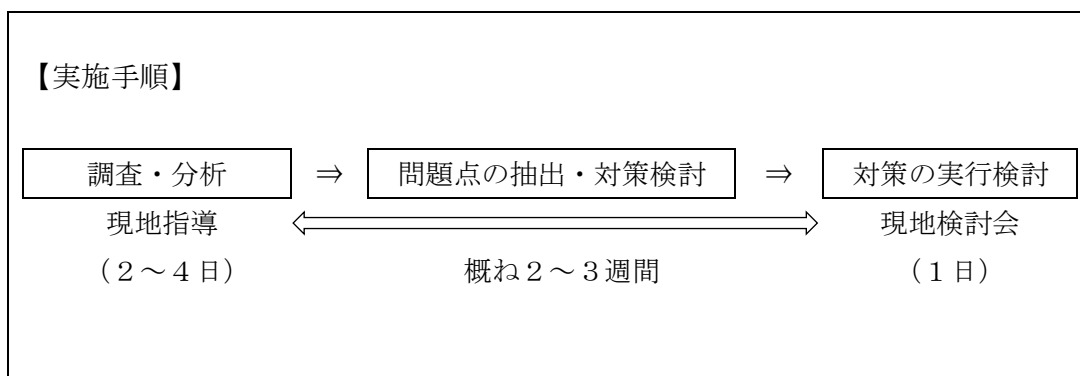 【実施手順】
調査・分析 ⇒ 問題点の抽出・対策検討 ⇒ 対策の実行検討
現地指導 現地検討会
(2～4日) 概ね2～3週間 (1日)